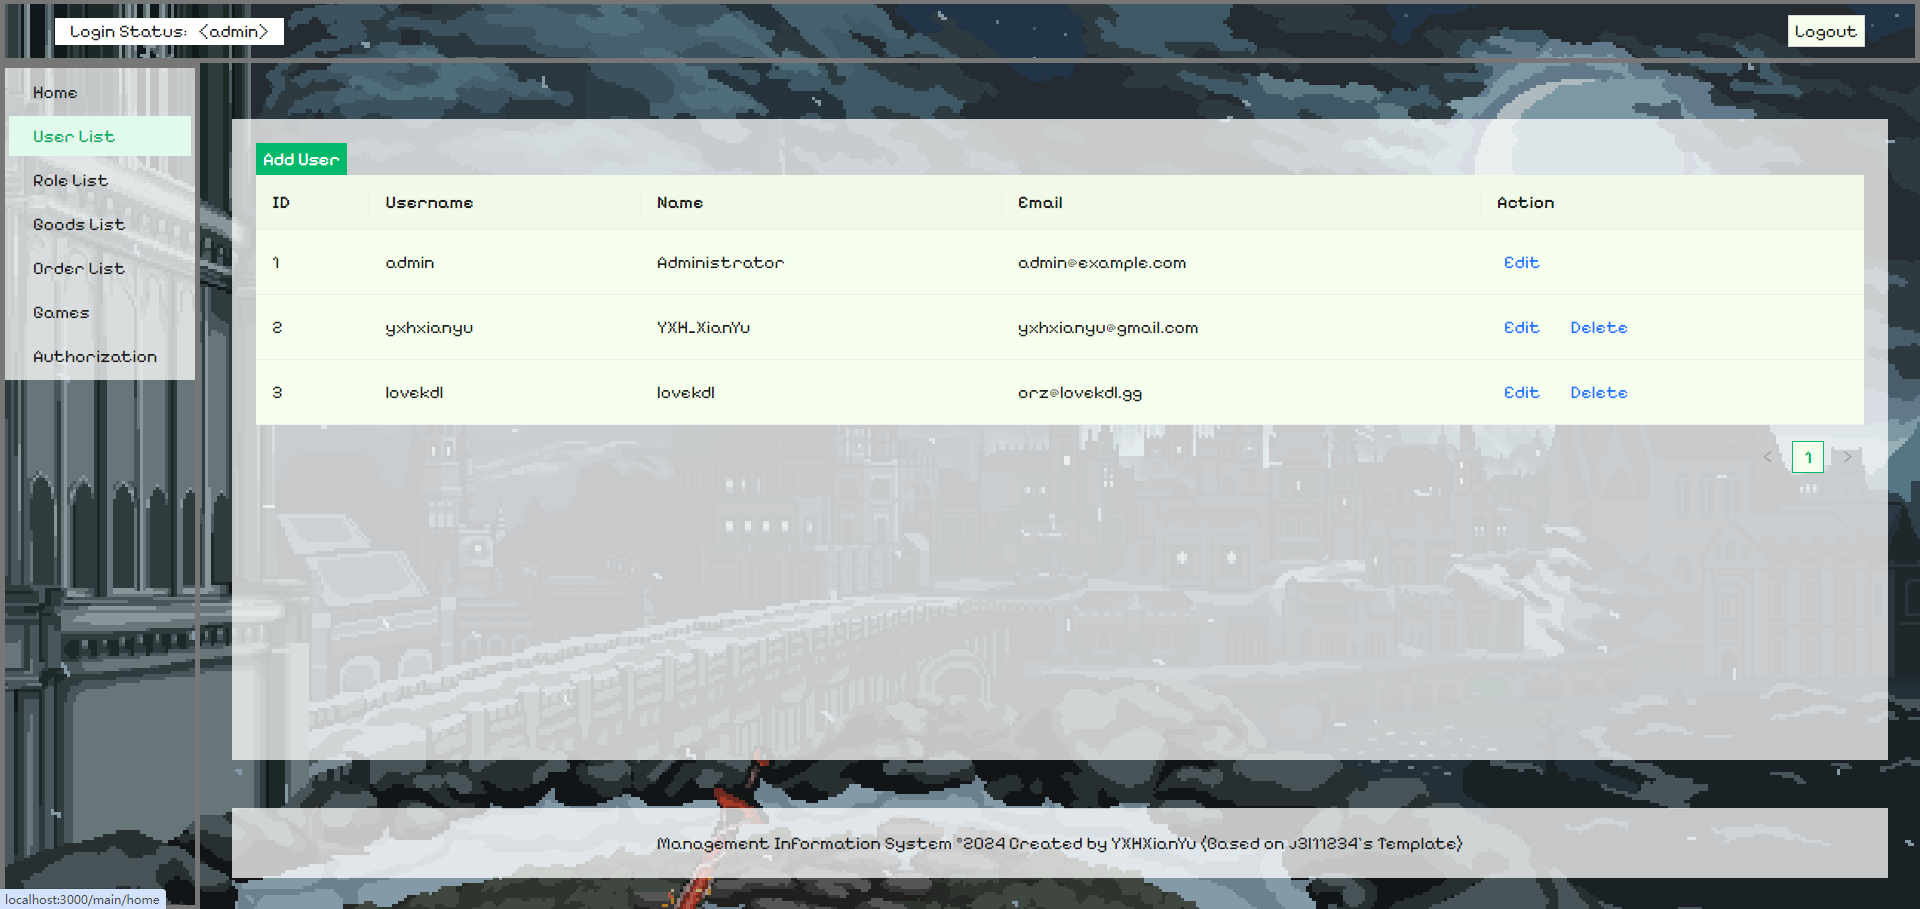 Login Status: <admin>
Logout
Home
User List
Role List
Goods List
Order List
Games
Authorization
Add User
ID Username Name Email Action
1 admin Administrator admin@example.com Edit
2 yxhxianyu YXH_XianYu yxhxianyu@gmail.com Edit Delete
3 lovekdl lovekdl orz@lovekdl.gg Edit Delete
< 1 >
Management Information System ©2024 Created by YXHXianYu (Based on J3111234's Template)
localhost:3000/main/home